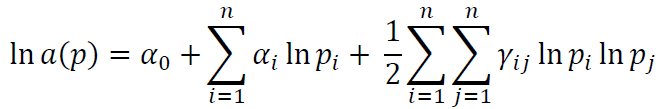 ln a(p) = α₀ + ∑ᵢ₌₁ⁿ αᵢ ln pᵢ + 1/2 ∑ᵢ₌₁ⁿ ∑ⱼ₌₁ⁿ γᵢⱼ ln pᵢ ln pⱼ